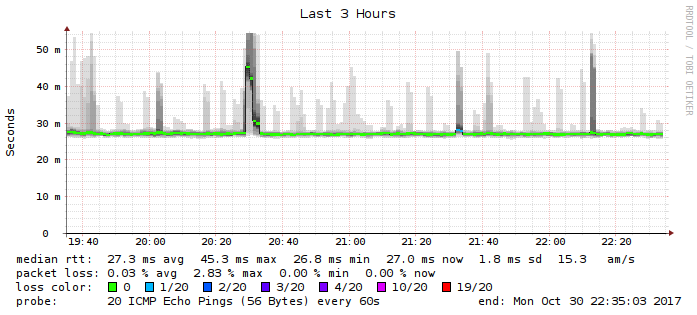 Last 3 Hours
RRDTOOL / TOBI OETIKER
Seconds
50 m
40 m
30 m
20 m
10 m
0
19:40 20:00 20:20 20:40 21:00 21:20 21:40 22:00 22:20
median rtt: 27.3 ms avg 45.3 ms max 26.8 ms min 27.0 ms now 1.8 ms sd 15.3 am/s
packet loss: 0.03 % avg 2.83 % max 0.00 % min 0.00 % now
loss color: 0 1/20 2/20 3/20 4/20 10/20 19/20
probe: 20 ICMP Echo Pings (56 Bytes) every 60s end: Mon Oct 30 22:35:03 2017